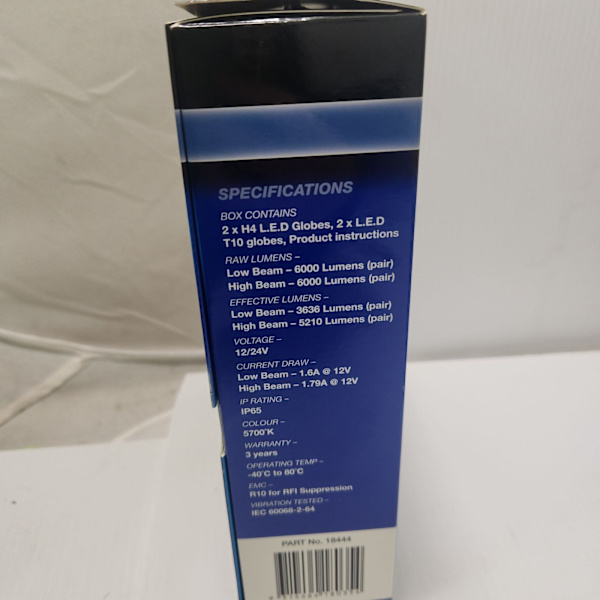 SPECIFICATIONS
BOX CONTAINS
2 x H4 L.E.D Globes, 2 x L.E.D
T10 globes, Product instructions
RAW LUMENS –
Low Beam – 6000 Lumens (pair)
High Beam – 6000 Lumens (pair)
EFFECTIVE LUMENS –
Low Beam – 3636 Lumens (pair)
High Beam – 5210 Lumens (pair)
VOLTAGE –
12/24V
CURRENT DRAW –
Low Beam – 1.6A @ 12V
High Beam – 1.79A @ 12V
IP RATING –
IP65
COLOUR –
5700°K
WARRANTY –
3 years
OPERATING TEMP –
-40°C to 80°C
EMC –
R10 for RFI Suppression
VIBRATION TESTED –
IEC 60068-2-64
PART No. 18444